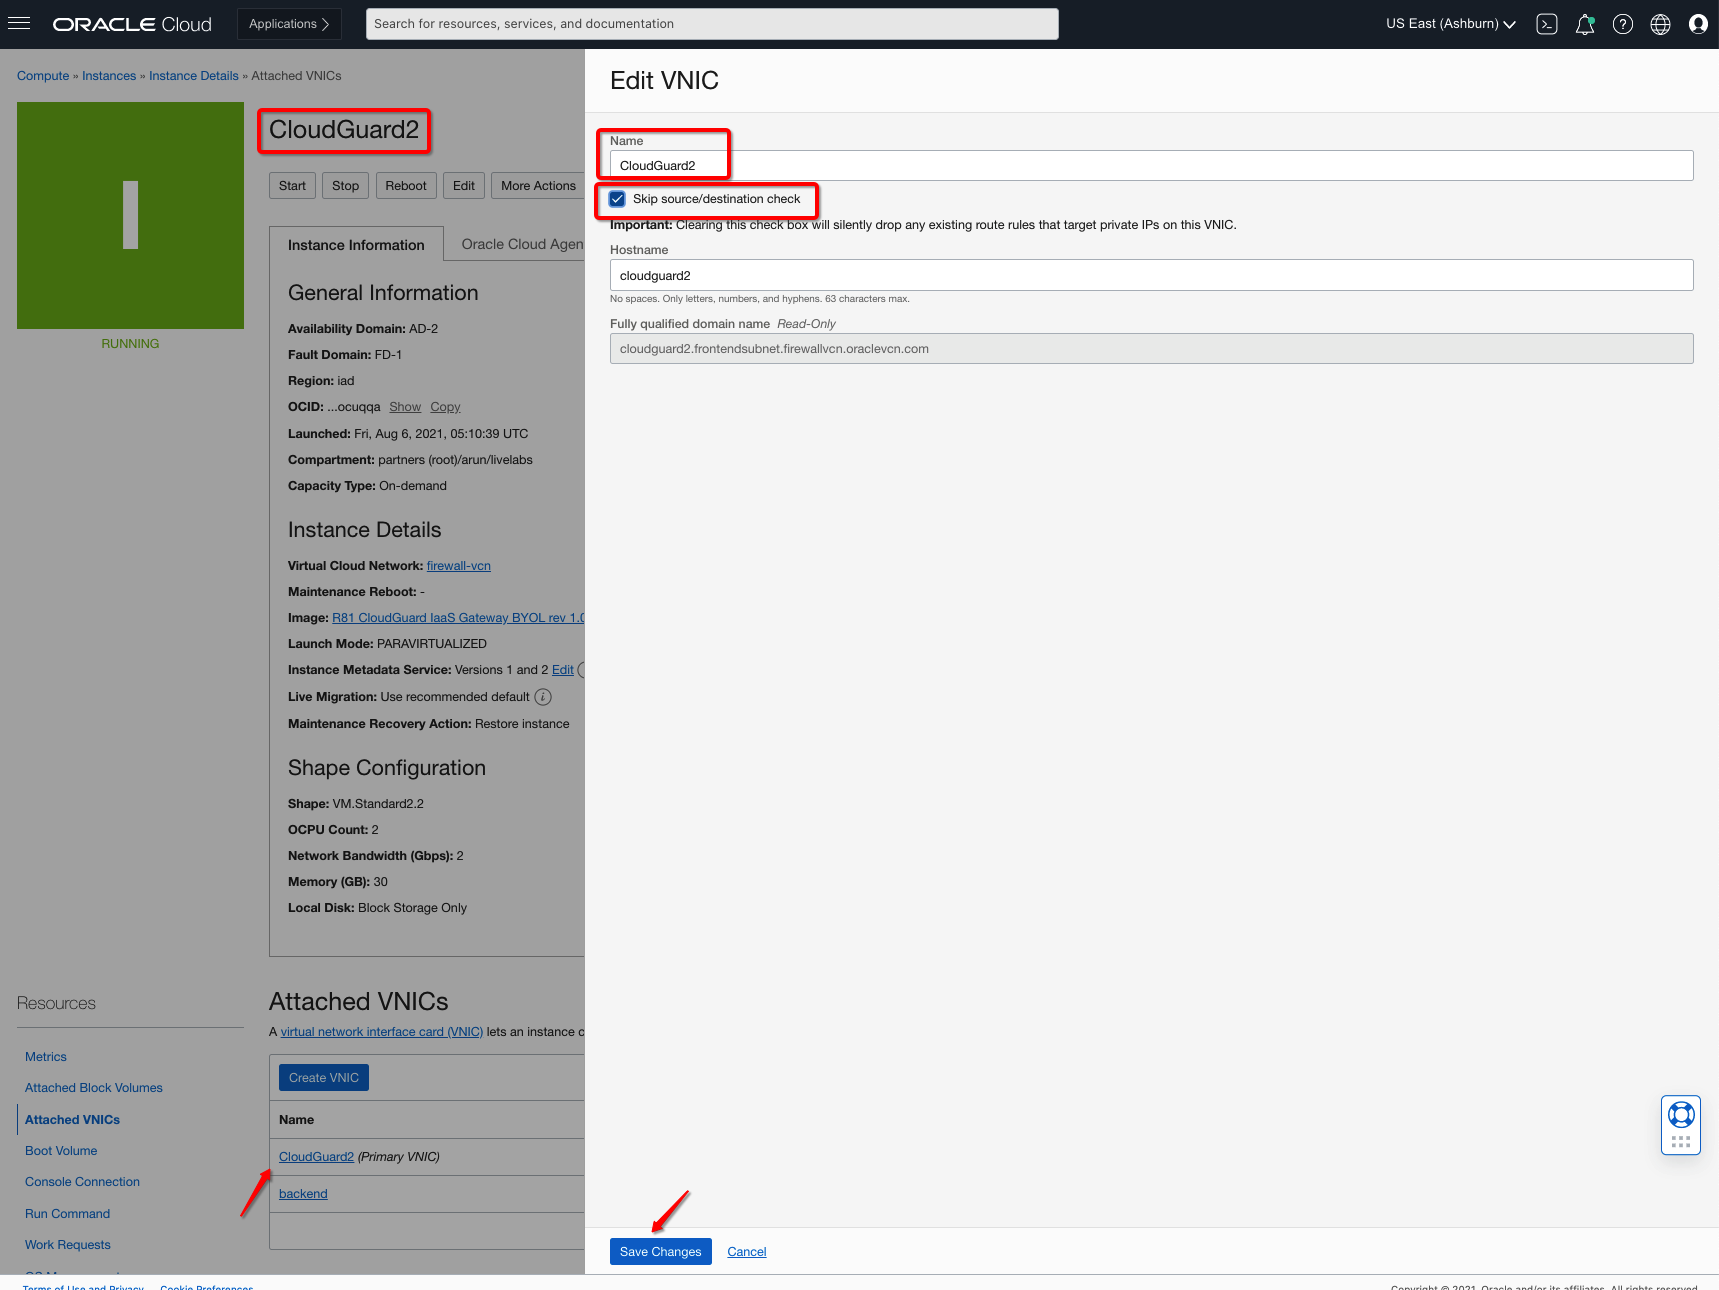 ORACLE Cloud
Applications
Search for resources, services, and documentation
US East (Ashburn)
Compute » Instances » Instance Details » Attached VNICs
RUNNING
CloudGuard2
Start Stop Reboot Edit More Actions
Instance Information
Oracle Cloud Agen
General Information
Availability Domain: AD-2
Fault Domain: FD-1
Region: iad
OCID: ...ocuqqa Show Copy
Launched: Fri, Aug 6, 2021, 05:10:39 UTC
Compartment: partners (root)/arun/livelabs
Capacity Type: On-demand
Instance Details
Virtual Cloud Network: firewall-vcn
Maintenance Reboot: -
Image: R81 CloudGuard IaaS Gateway BYOL rev 1.0
Launch Mode: PARAVIRTUALIZED
Instance Metadata Service: Versions 1 and 2 Edit
Live Migration: Use recommended default
Maintenance Recovery Action: Restore instance
Shape Configuration
Shape: VM.Standard2.2
OCPU Count: 2
Network Bandwidth (Gbps): 2
Memory (GB): 30
Local Disk: Block Storage Only
Resources
Metrics
Attached Block Volumes
Attached VNICs
Boot Volume
Console Connection
Run Command
Work Requests
Attached VNICs
A virtual network interface card (VNIC) lets an instance c
Create VNIC
Name
CloudGuard2 (Primary VNIC)
backend
Edit VNIC
Name
CloudGuard2
Skip source/destination check
Important: Clearing this check box will silently drop any existing route rules that target private IPs on this VNIC.
Hostname
cloudguard2
No spaces. Only letters, numbers, and hyphens. 63 characters max.
Fully qualified domain name Read-Only
cloudguard2.frontendsubnet.firewallvcn.oraclevcn.com
Save Changes Cancel
Terms of Use and Privacy Cookie Preferences
Copyright © 2021, Oracle and/or its affiliates. All rights reserved.